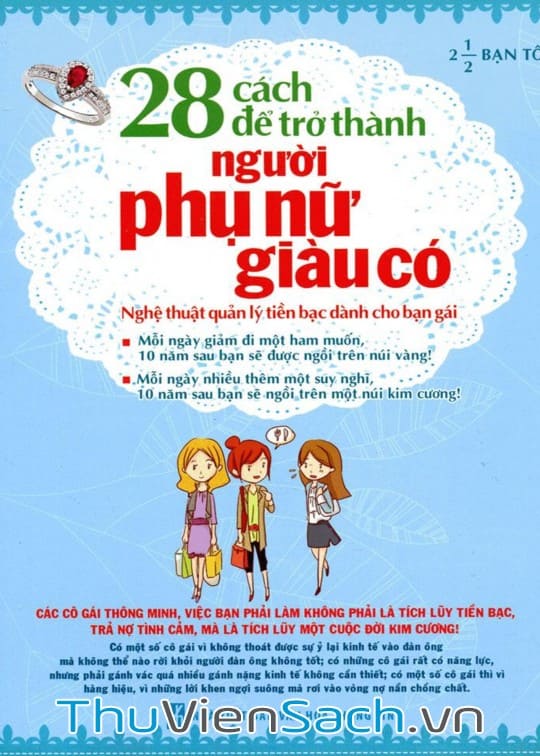 2 1/2 BẠN TÔ
28 cách
để trở thành
người
phụ nữ
giàu có
Nghệ thuật quản lý tiền bạc dành cho bạn gái
Mỗi ngày giảm đi một ham muốn,
10 năm sau bạn sẽ được ngồi trên núi vàng!
Mỗi ngày nhiều thêm một suy nghĩ,
10 năm sau bạn sẽ ngồi trên một núi kim cương!
CÁC CÔ GÁI THÔNG MINH, VIỆC BẠN PHẢI LÀM KHÔNG PHẢI LÀ TÍCH LŨY TIỀN BẠC,
TRẢ NỢ TÌNH CẢM, MÀ LÀ TÍCH LŨY MỘT CUỘC ĐỜI KIM CƯƠNG!
Có một số cô gái vì không thoát được sự ỷ lại kinh tế vào đàn ông
mà không thể nào rời khỏi người đàn ông không tốt; có những cô gái rất có năng lực,
nhưng phải gánh vác quá nhiều gánh nặng kinh tế không cần thiết; có một số cô gái thì vì
hàng hiệu, vì những lời khen ngợi suông mà rơi vào vòng nợ nần chồng chất.
ThuVienSach.vn